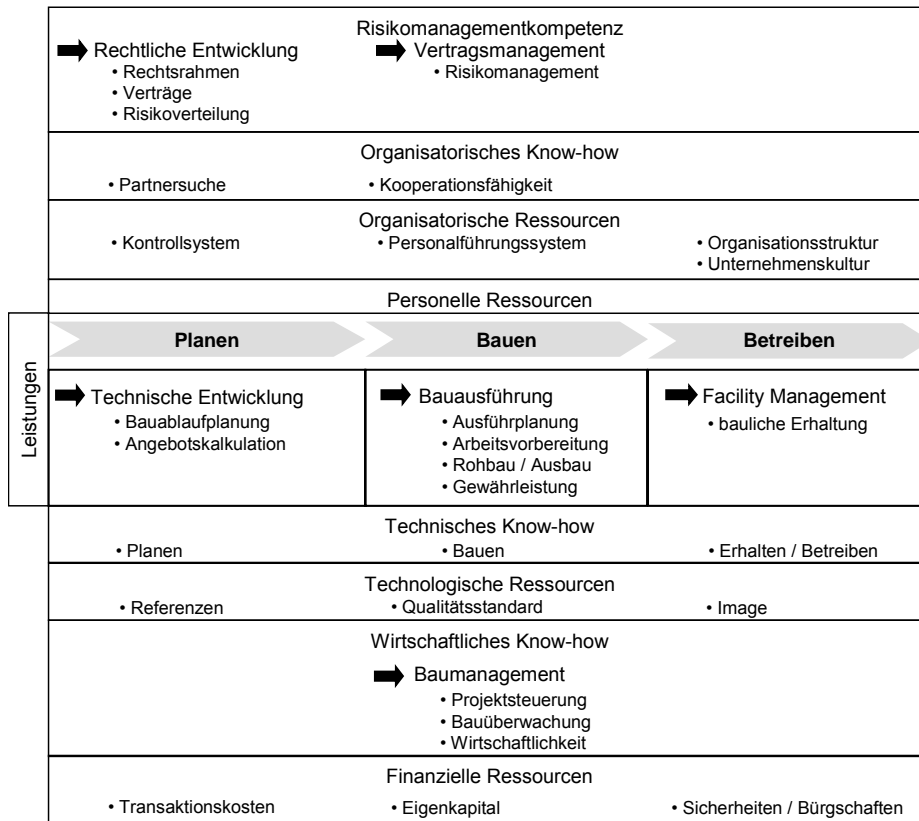 Risikomanagementkompetenz
Rechtliche Entwicklung Vertragsmanagement
• Rechtsrahmen • Risikomanagement
• Verträge
• Risikoverteilung
Organisatorisches Know-how
• Partnersuche • Kooperationsfähigkeit
Organisatorische Ressourcen
• Kontrollsystem • Personalführungssystem • Organisationsstruktur
• Unternehmenskultur
Personelle Ressourcen
Leistungen
Planen Bauen Betreiben
Technische Entwicklung
• Bauablaufplanung
• Angebotskalkulation
Bauausführung
• Ausführplanung
• Arbeitsvorbereitung
• Rohbau / Ausbau
• Gewährleistung
Facility Management
• bauliche Erhaltung
Technisches Know-how
• Planen • Bauen • Erhalten / Betreiben
Technologische Ressourcen
• Referenzen • Qualitätsstandard • Image
Wirtschaftliches Know-how
Baumanagement
• Projektsteuerung
• Bauüberwachung
• Wirtschaftlichkeit
Finanzielle Ressourcen
• Transaktionskosten • Eigenkapital • Sicherheiten / Bürgschaften